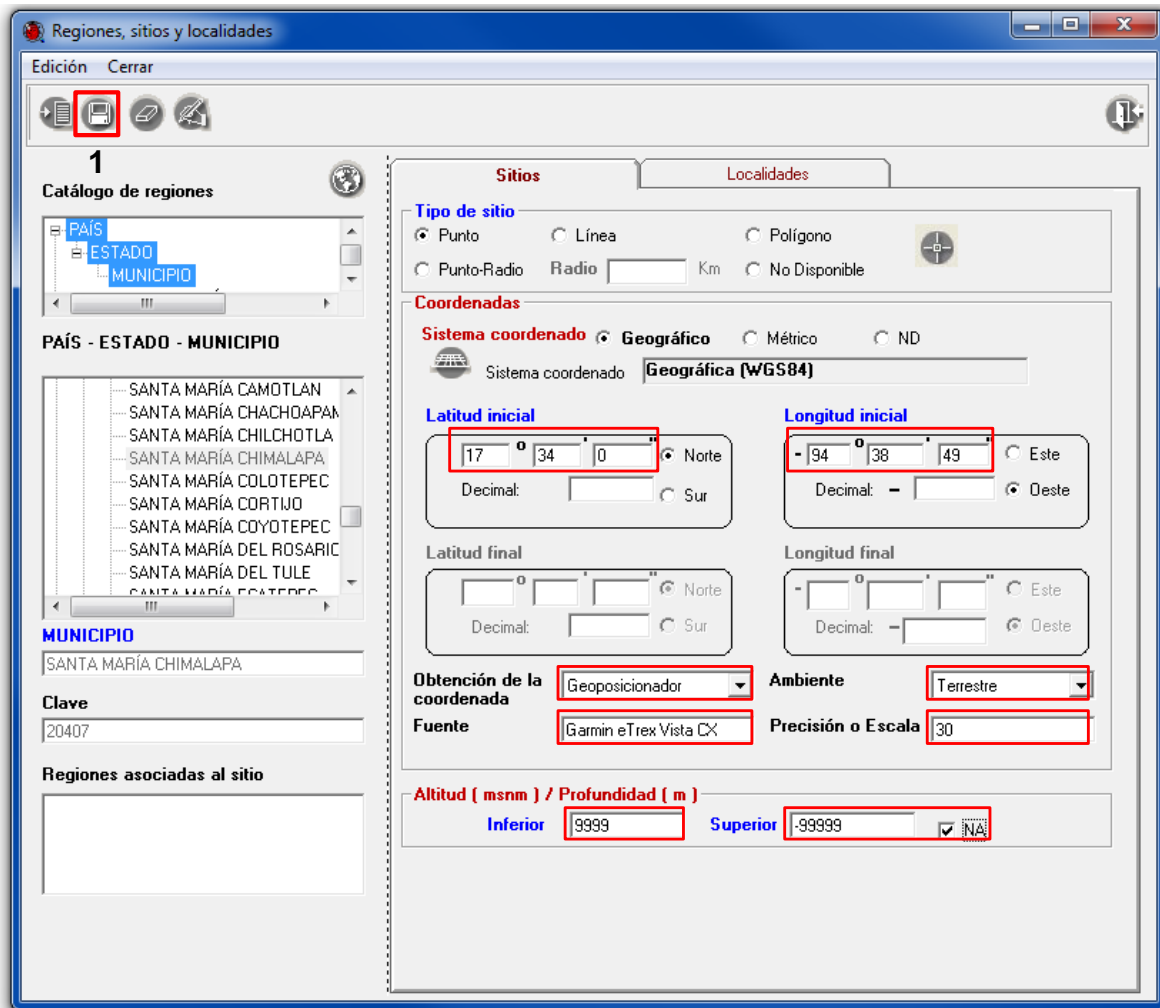 Regiones, sitios y localidades
Edición Cerrar
1
Catálogo de regiones
PAÍS
ESTADO
MUNICIPIO
PAÍS - ESTADO - MUNICIPIO
SANTA MARÍA CAMOTLAN
SANTA MARÍA CHACHOAPAN
SANTA MARÍA CHILCHOTLA
SANTA MARÍA CHIMALAPA
SANTA MARÍA COLOTEPEC
SANTA MARÍA CORTIJO
SANTA MARÍA COYOTEPEC
SANTA MARÍA DEL ROSARIO
SANTA MARÍA DEL TULE
SANTA MARÍA ECATEPEC
MUNICIPIO
SANTA MARÍA CHIMALAPA
Clave
20407
Regiones asociadas al sitio
Sitios Localidades
Tipo de sitio
Punto Línea Polígono
Punto-Radio Radio Km No Disponible
Coordenadas
Sistema coordenado Geográfico Métrico ND
Sistema coordenado Geográfica (WGS84)
Latitud inicial Longitud inicial
17 º 34 ' 0 " Norte - 94 º 38 ' 49 " Este
Decimal: Sur Decimal: - Oeste
Latitud final Longitud final
º ' " Norte - º ' " Este
Decimal: Sur Decimal: - Oeste
Obtención de la coordenada Geoposicionador Ambiente Terrestre
Fuente Garmin eTrex Vista CX Precisión o Escala 30
Altitud ( msnm ) / Profundidad ( m )
Inferior 9999 Superior -99999 NA